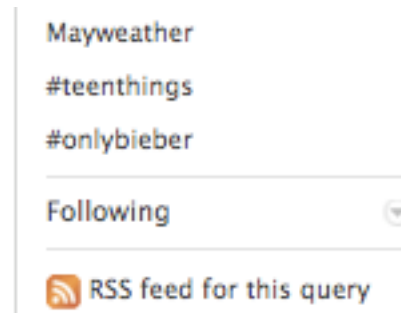 Mayweather
#teenthings
#onlybieber
Following
RSS feed for this query